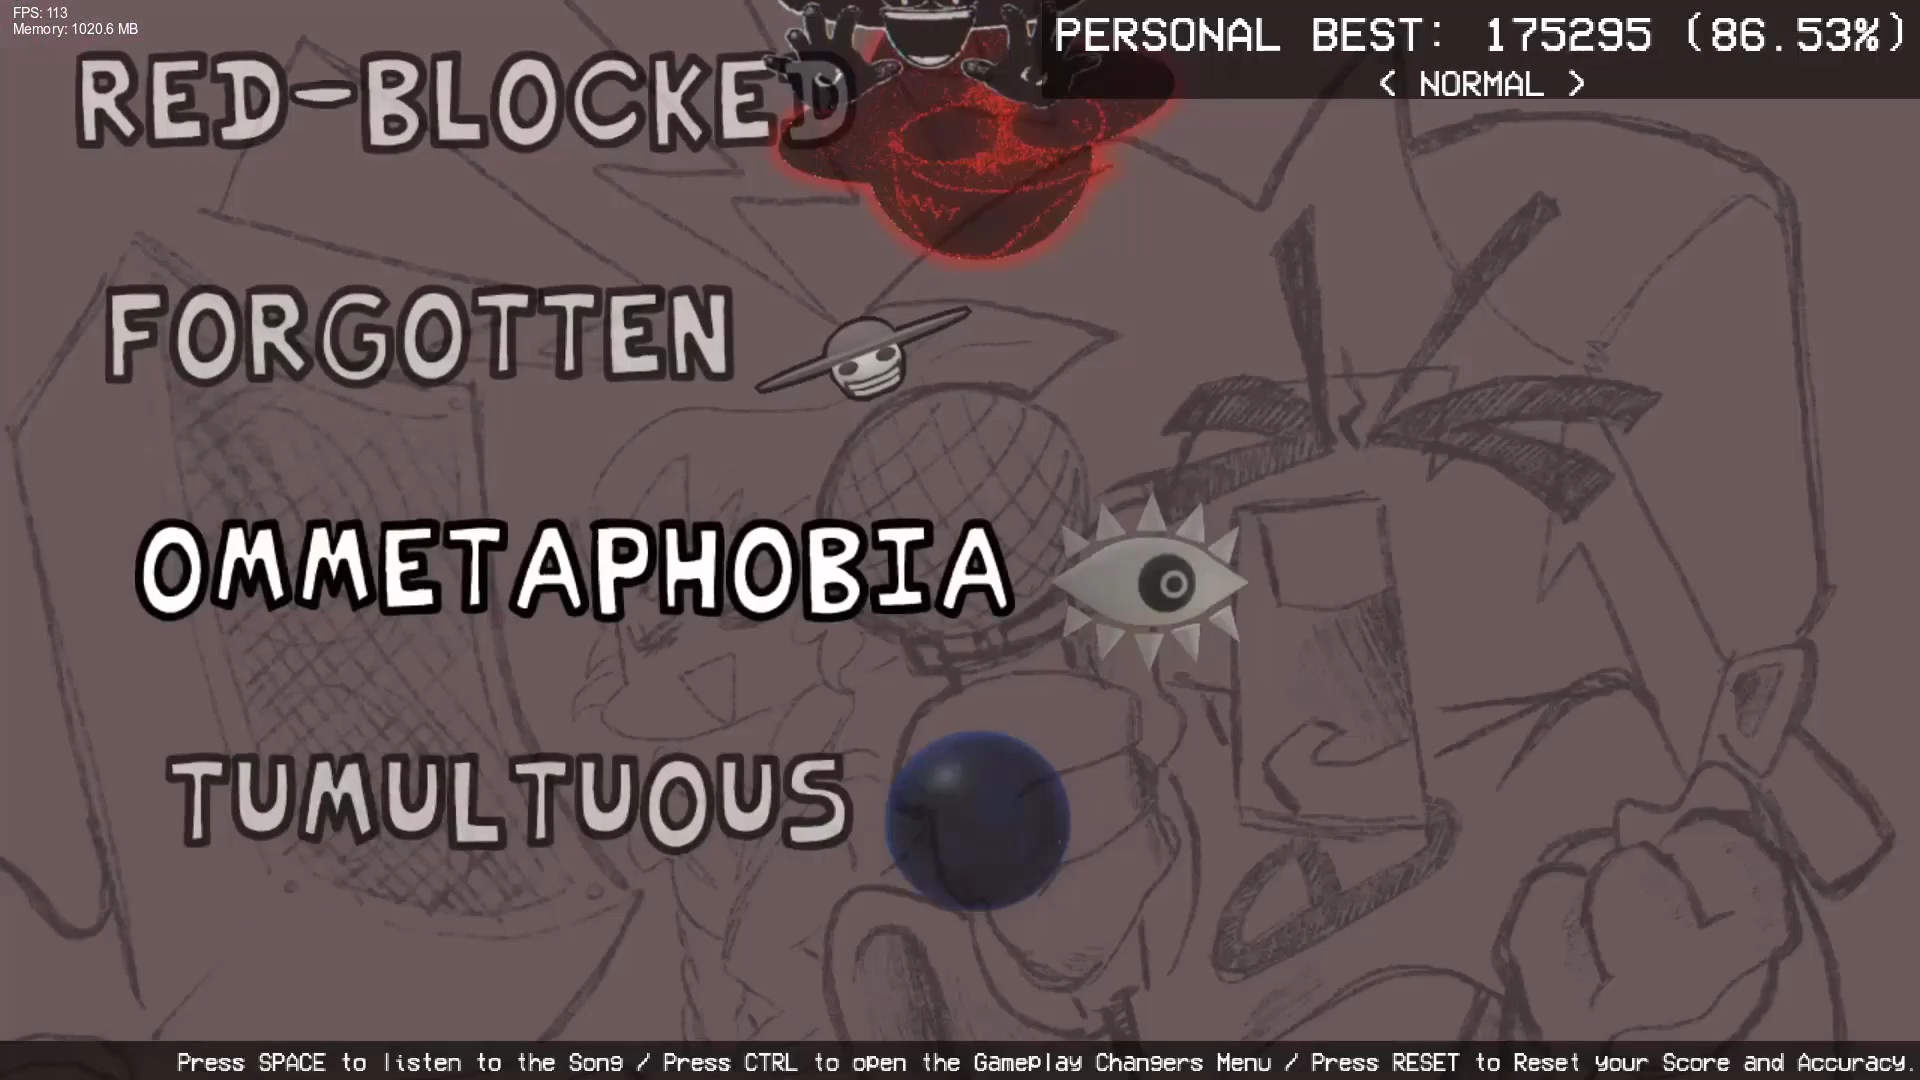 FPS: 113
Memory: 1020.6 MB
PERSONAL BEST: 175295 (86.53%)
< NORMAL >
RED-BLOCKED
FORGOTTEN
OMMETAPHOBIA
TUMULTUOUS
Press SPACE to listen to the Song / Press CTRL to open the Gameplay Changers Menu / Press RESET to Reset your Score and Accuracy.